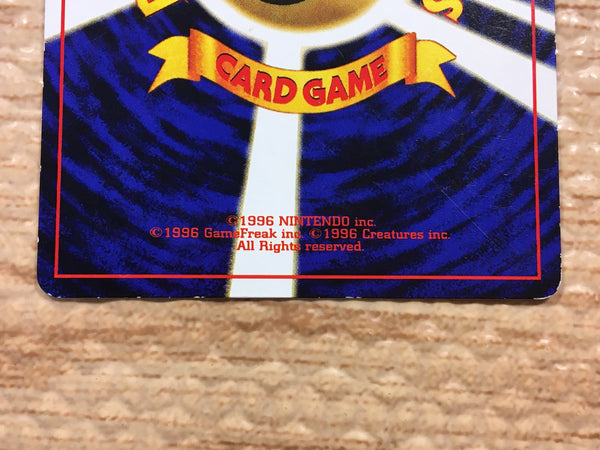 CARD GAME
©1996 NINTENDO inc.
©1996 GameFreak inc. ©1996 Creatures inc.
All Rights reserved.